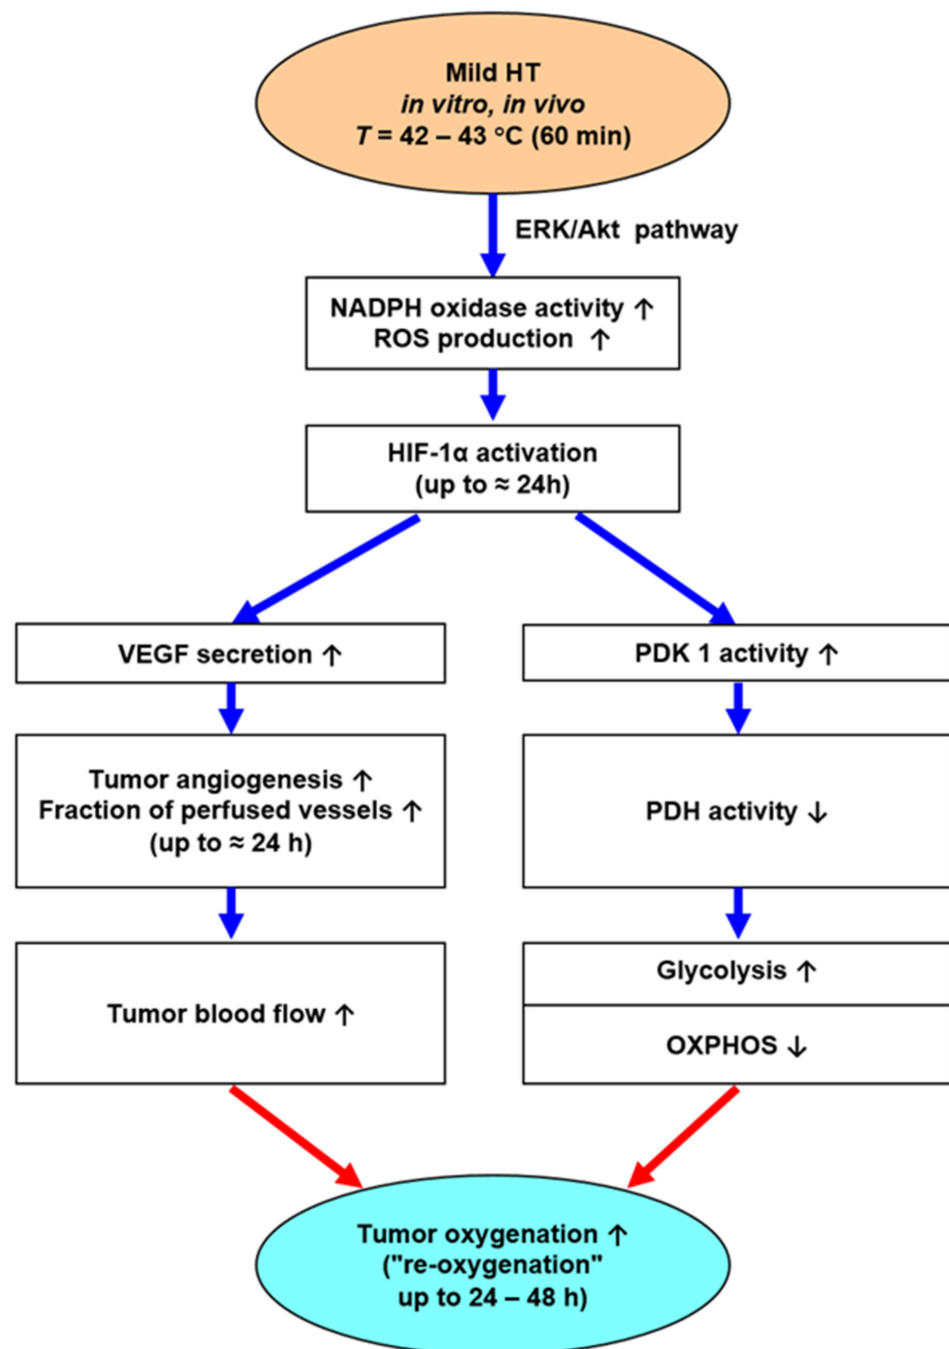 Mild HT
in vitro, in vivo
T = 42 – 43 °C (60 min)
ERK/Akt pathway
NADPH oxidase activity ↑
ROS production ↑
HIF-1α activation
(up to ≈ 24h)
VEGF secretion ↑
PDK 1 activity ↑
Tumor angiogenesis ↑
Fraction of perfused vessels ↑
(up to ≈ 24 h)
PDH activity ↓
Tumor blood flow ↑
Glycolysis ↑
OXPHOS ↓
Tumor oxygenation ↑
("re-oxygenation"
up to 24 – 48 h)